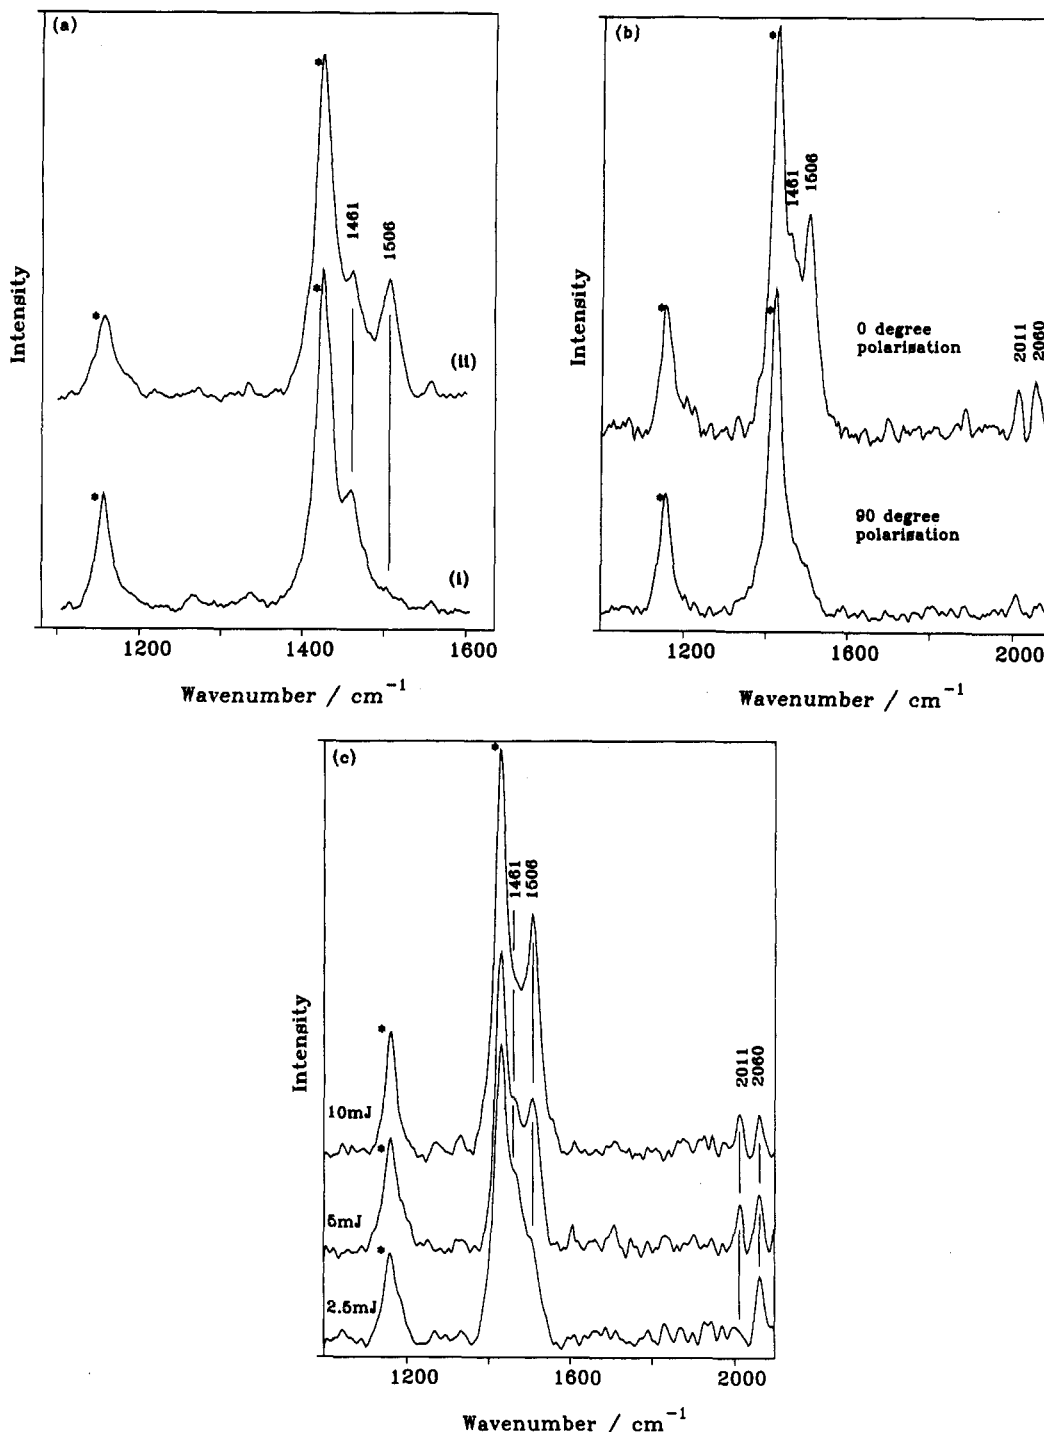 (a)
*
*
1461
1506
*
(ii)
*
(i)
Intensity
1200
1400
1600
Wavenumber / cm⁻¹
(b)
*
1461
1506
*
*
0 degree
polarisation
2011
2060
*
90 degree
polarisation
Intensity
1200
1600
2000
Wavenumber / cm⁻¹
(c)
*
1461
1506
*
10mJ
2011
2060
*
5mJ
*
2.5mJ
Intensity
1200
1600
2000
Wavenumber / cm⁻¹